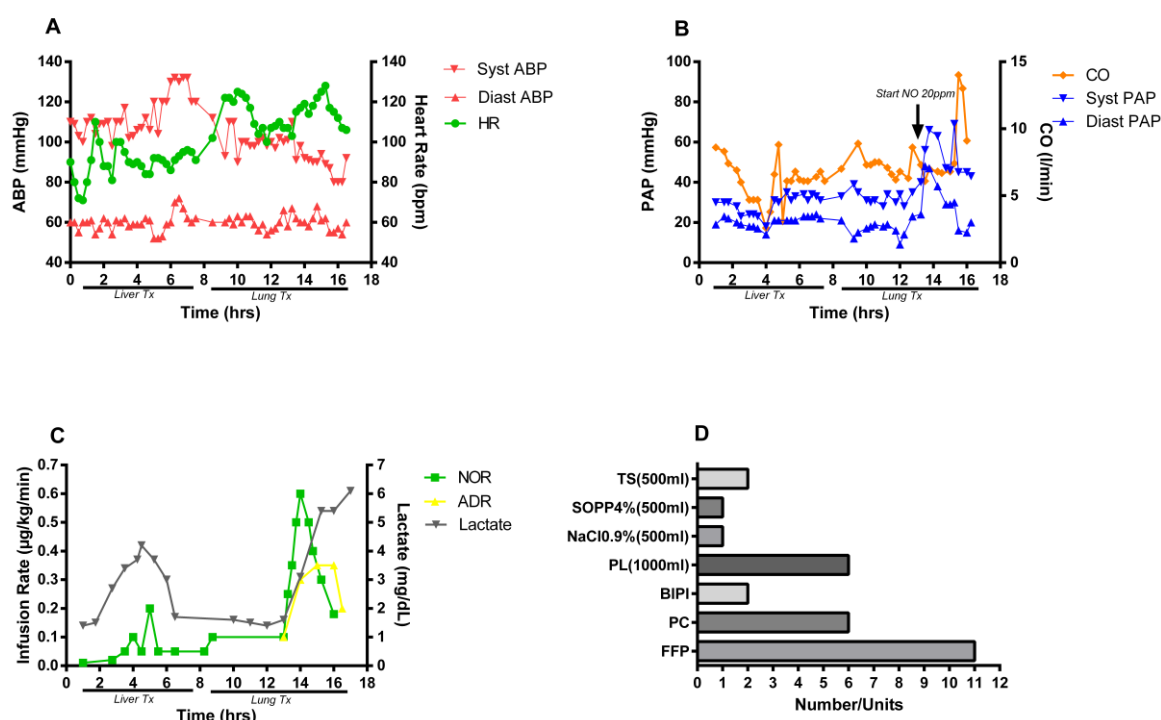 A
ABP (mmHg)
140
120
100
80
60
40
140
120
100
80
60
40
Heart Rate (bpm)
0 2 4 6 8 10 12 14 16 18
Liver Tx Lung Tx
Time (hrs)
Syst ABP
Diast ABP
HR
B
PAP (mmHg)
100
80
60
40
20
0
15
10
5
0
CO (l/min)
Start NO 20ppm
0 2 4 6 8 10 12 14 16 18
Liver Tx Lung Tx
Time (hrs)
CO
Syst PAP
Diast PAP
C
Infusion Rate (µg/kg/min)
0.7
0.6
0.5
0.4
0.3
0.2
0.1
0.0
7
6
5
4
3
2
1
0
Lactate (mg/dL)
0 2 4 6 8 10 12 14 16 18
Liver Tx Lung Tx
Time (hrs)
NOR
ADR
Lactate
D
TS(500ml)
SOPP4%(500ml)
NaCl0.9%(500ml)
PL(1000ml)
BIPI
PC
FFP
0 1 2 3 4 5 6 7 8 9 10 11 12
Number/Units